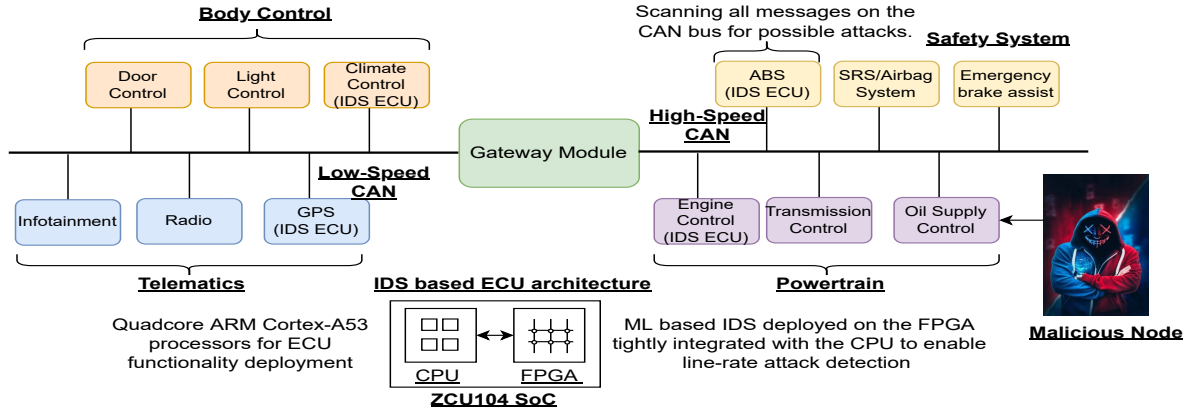 Body Control
Scanning all messages on the
CAN bus for possible attacks.
Safety System
Door
Control
Light
Control
Climate
Control
(IDS ECU)
ABS
(IDS ECU)
SRS/Airbag
System
Emergency
brake assist
High-Speed
CAN
Gateway Module
Low-Speed
CAN
Infotainment
Radio
GPS
(IDS ECU)
Engine
Control
(IDS ECU)
Transmission
Control
Oil Supply
Control
Telematics
IDS based ECU architecture
Powertrain
Malicious Node
Quadcore ARM Cortex-A53
processors for ECU
functionality deployment
CPU
FPGA
ML based IDS deployed on the FPGA
tightly integrated with the CPU to enable
line-rate attack detection
ZCU104 SoC